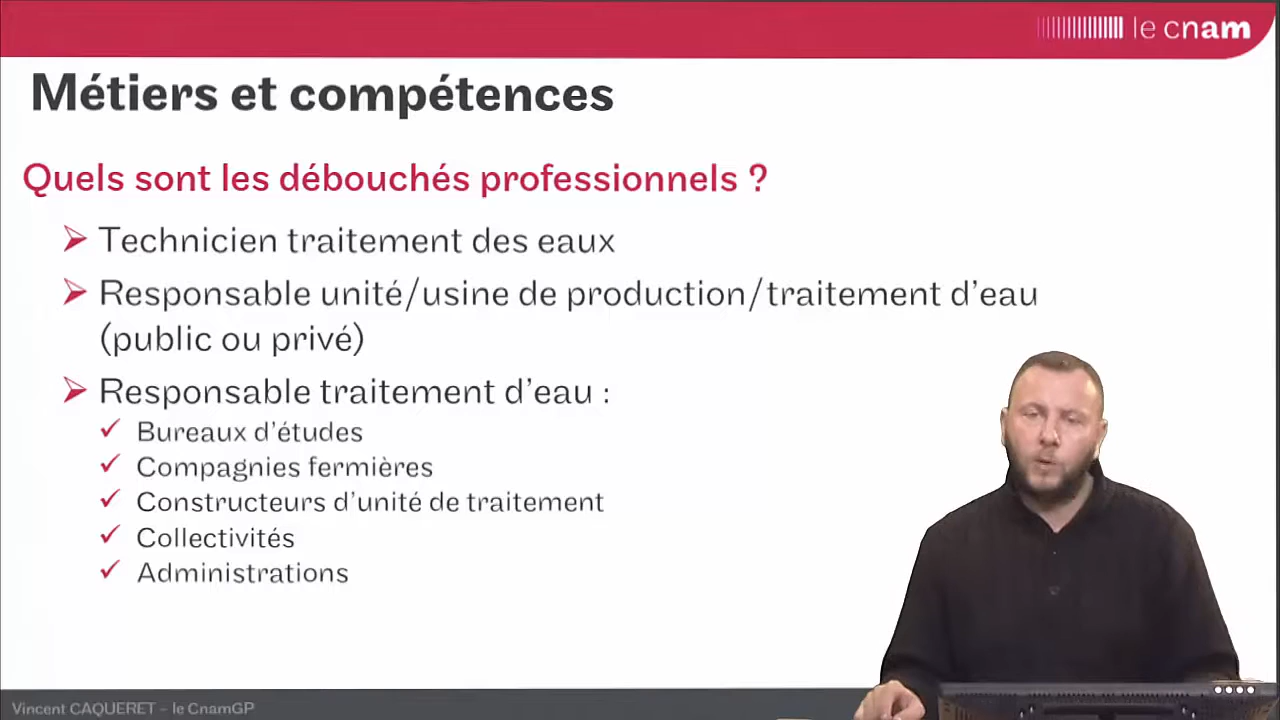 le cnam
Métiers et compétences
Quels sont les débouchés professionnels ?
Technicien traitement des eaux
Responsable unité/usine de production/traitement d'eau
(public ou privé)
Responsable traitement d'eau :
Bureaux d'études
Compagnies fermières
Constructeurs d'unité de traitement
Collectivités
Administrations
Vincent CAQUERET – le CnamGP